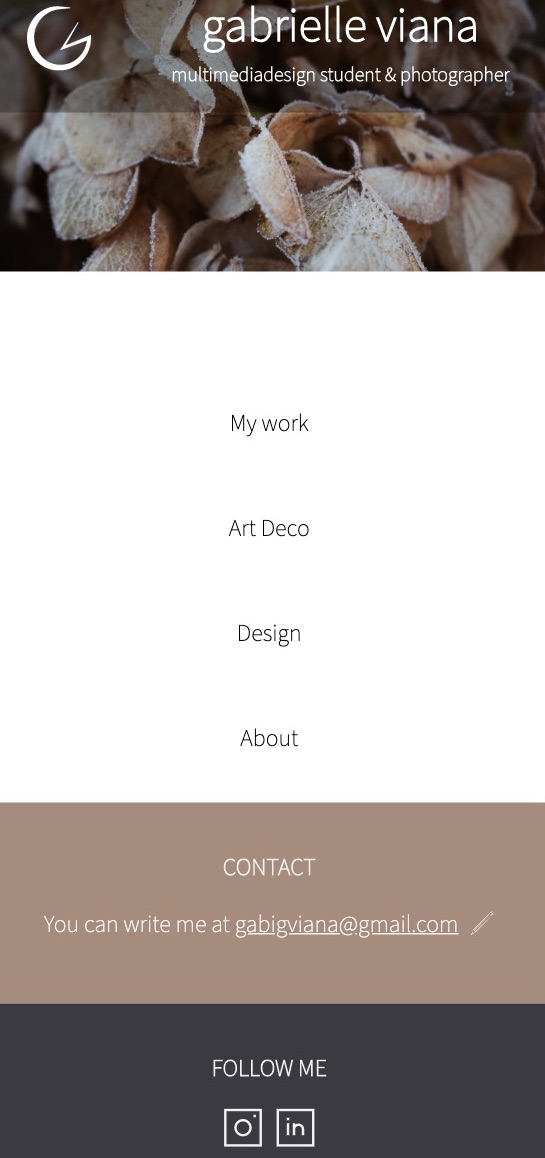 gabrielle viana
multimediadesign student & photographer
My work
Art Deco
Design
About
CONTACT
You can write me at gabigviana@gmail.com
FOLLOW ME
in